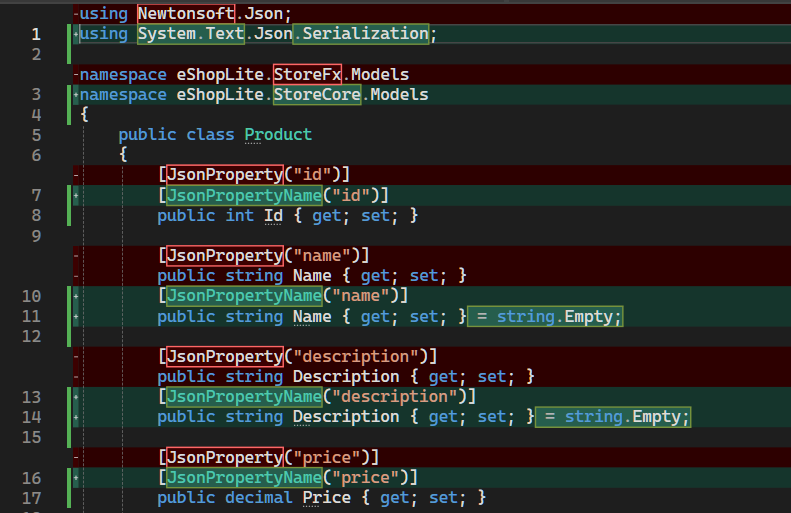 -using Newtonsoft.Json;
1 +using System.Text.Json.Serialization;
2
-namespace eShopLite.StoreFx.Models
3 +namespace eShopLite.StoreCore.Models
4 {
5 public class Product
6 {
- [JsonProperty("id")]
7 + [JsonPropertyName("id")]
8 public int Id { get; set; }
9
- [JsonProperty("name")]
- public string Name { get; set; }
10 + [JsonPropertyName("name")]
11 + public string Name { get; set; } = string.Empty;
12
- [JsonProperty("description")]
- public string Description { get; set; }
13 + [JsonPropertyName("description")]
14 + public string Description { get; set; } = string.Empty;
15
- [JsonProperty("price")]
16 + [JsonPropertyName("price")]
17 public decimal Price { get; set; }